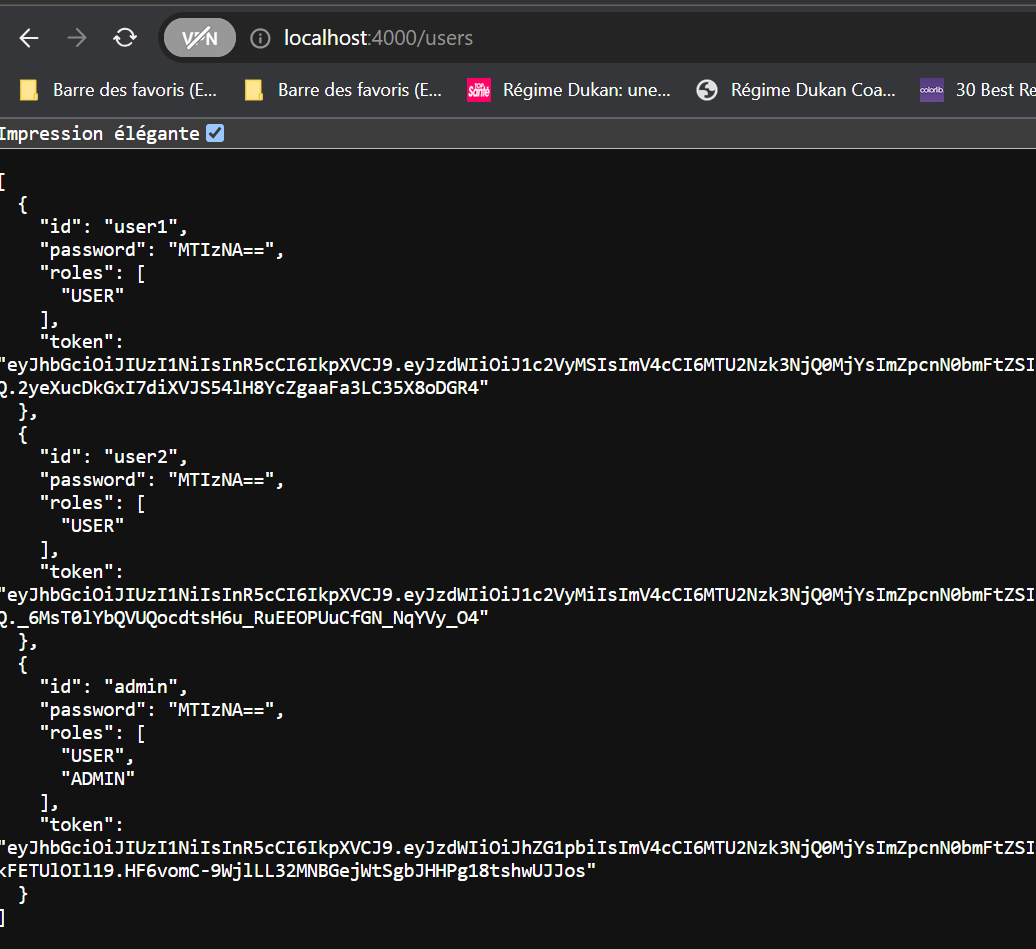 VPN localhost:4000/users
Barre des favoris (E... Barre des favoris (E... Santé Régime Dukan: une... Régime Dukan Coa... colorlib. 30 Best Re
Impression élégante
[
{
"id": "user1",
"password": "MTIzNA==",
"roles": [
"USER"
],
"token":
"eyJhbGciOiJIUzI1NiIsInR5cCI6IkpXVCJ9.eyJzdWIiOiJ1c2VyMSIsImV4cCI6MTU2Nzk3NjQ0MjYsImZpcnN0bmFtZSI
Q.2yeXucDkGxI7diXVJS54lH8YcZgaaFa3LC35X8oDGR4"
},
{
"id": "user2",
"password": "MTIzNA==",
"roles": [
"USER"
],
"token":
"eyJhbGciOiJIUzI1NiIsInR5cCI6IkpXVCJ9.eyJzdWIiOiJ1c2VyMiIsImV4cCI6MTU2Nzk3NjQ0MjYsImZpcnN0bmFtZSI
Q._6MsT0lYbQVUQocdtsH6u_RuEEOPUuCfGN_NqYVy_O4"
},
{
"id": "admin",
"password": "MTIzNA==",
"roles": [
"USER",
"ADMIN"
],
"token":
"eyJhbGciOiJIUzI1NiIsInR5cCI6IkpXVCJ9.eyJzdWIiOiJhZG1pbiIsImV4cCI6MTU2Nzk3NjQ0MjYsImZpcnN0bmFtZSI
kFETUlOIl19.HF6vomC-9WjlLL32MNBGejWtSgbJHHPg18tshwUJJos"
}
]